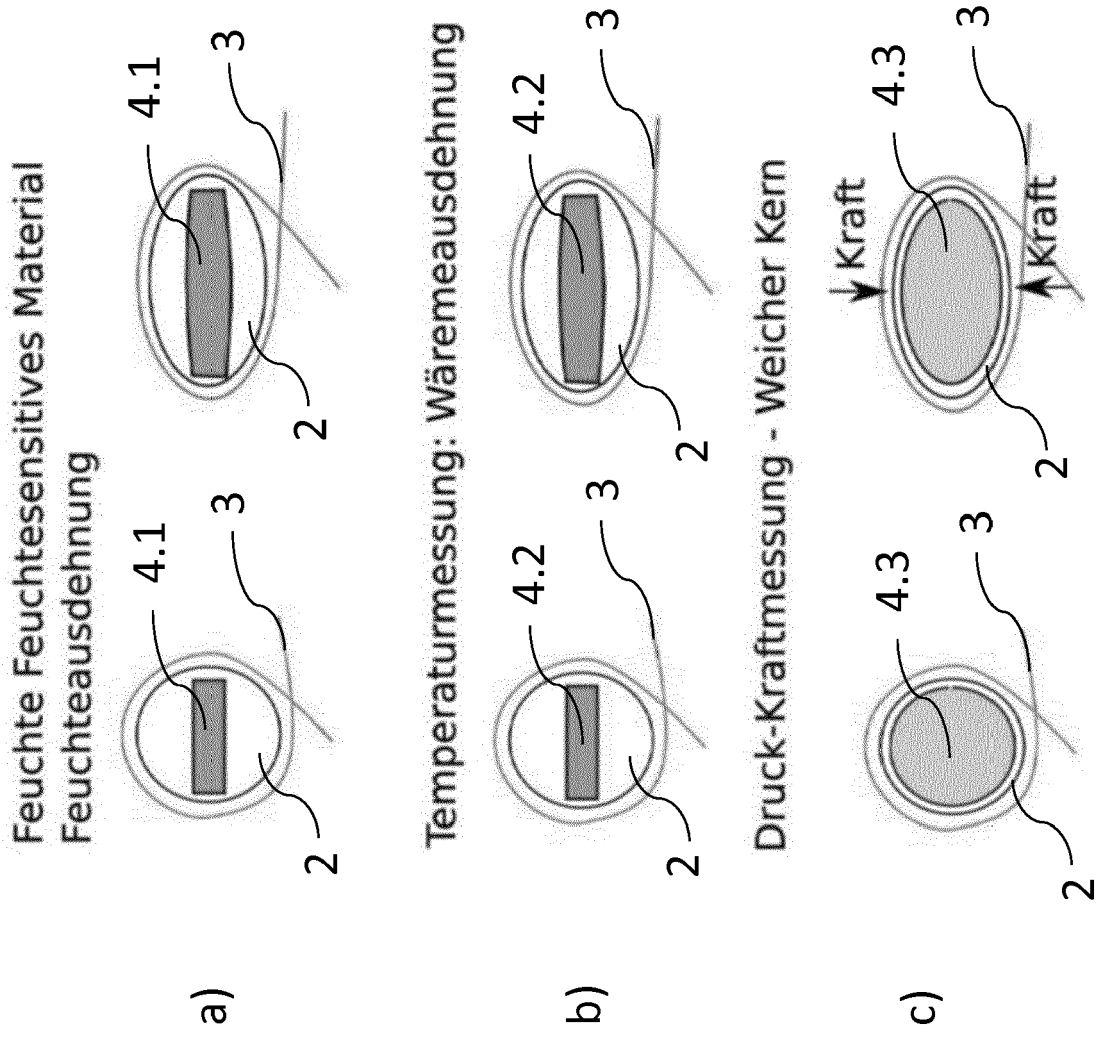 Feuchte Feuchtesensitives Material
Feuchteausdehnung
a)
2
4.1
3
2
4.1
3
Temperaturmessung: Wäremeausdehnung
b)
2
4.2
3
2
4.2
3
Druck-Kraftmessung - Weicher Kern
c)
2
4.3
3
2
Kraft
Kraft
4.3
3